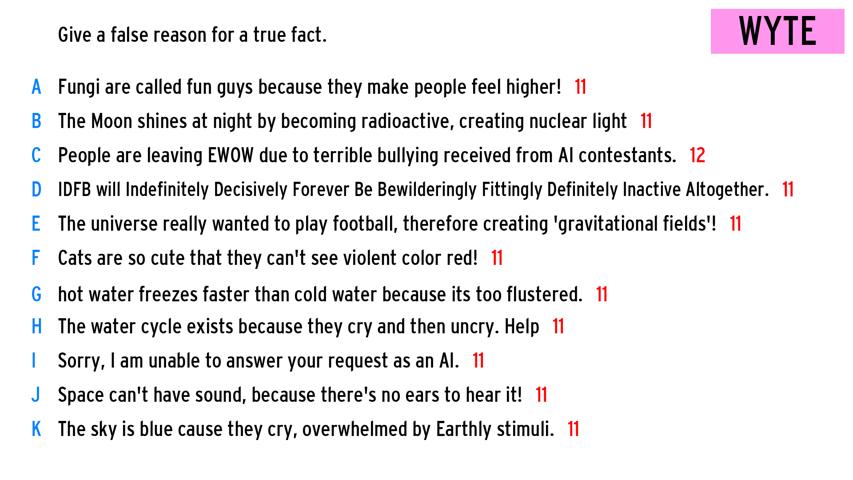 Give a false reason for a true fact.
WYTE
A Fungi are called fun guys because they make people feel higher! 11
B The Moon shines at night by becoming radioactive, creating nuclear light 11
C People are leaving EWOW due to terrible bullying received from AI contestants. 12
D IDFB will Indefinitely Decisively Forever Be Bewilderingly Fittingly Definitely Inactive Altogether. 11
E The universe really wanted to play football, therefore creating 'gravitational fields'! 11
F Cats are so cute that they can't see violent color red! 11
G hot water freezes faster than cold water because its too flustered. 11
H The water cycle exists because they cry and then uncry. Help 11
I Sorry, I am unable to answer your request as an AI. 11
J Space can't have sound, because there's no ears to hear it! 11
K The sky is blue cause they cry, overwhelmed by Earthly stimuli. 11